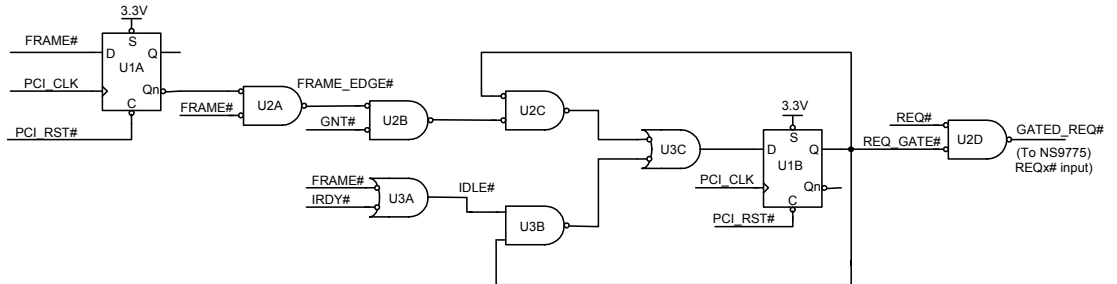 3.3V
FRAME#
D
S
Q
U1A
PCI_CLK
Qn
C
PCI_RST#
FRAME#
U2A
FRAME_EDGE#
GNT#
U2B
U2C
FRAME#
IRDY#
U3A
IDLE#
U3B
U3C
3.3V
D
S
Q
U1B
PCI_CLK
Qn
C
PCI_RST#
REQ#
REQ_GATE#
U2D
GATED_REQ#
(To NS9775)
REQx# input)